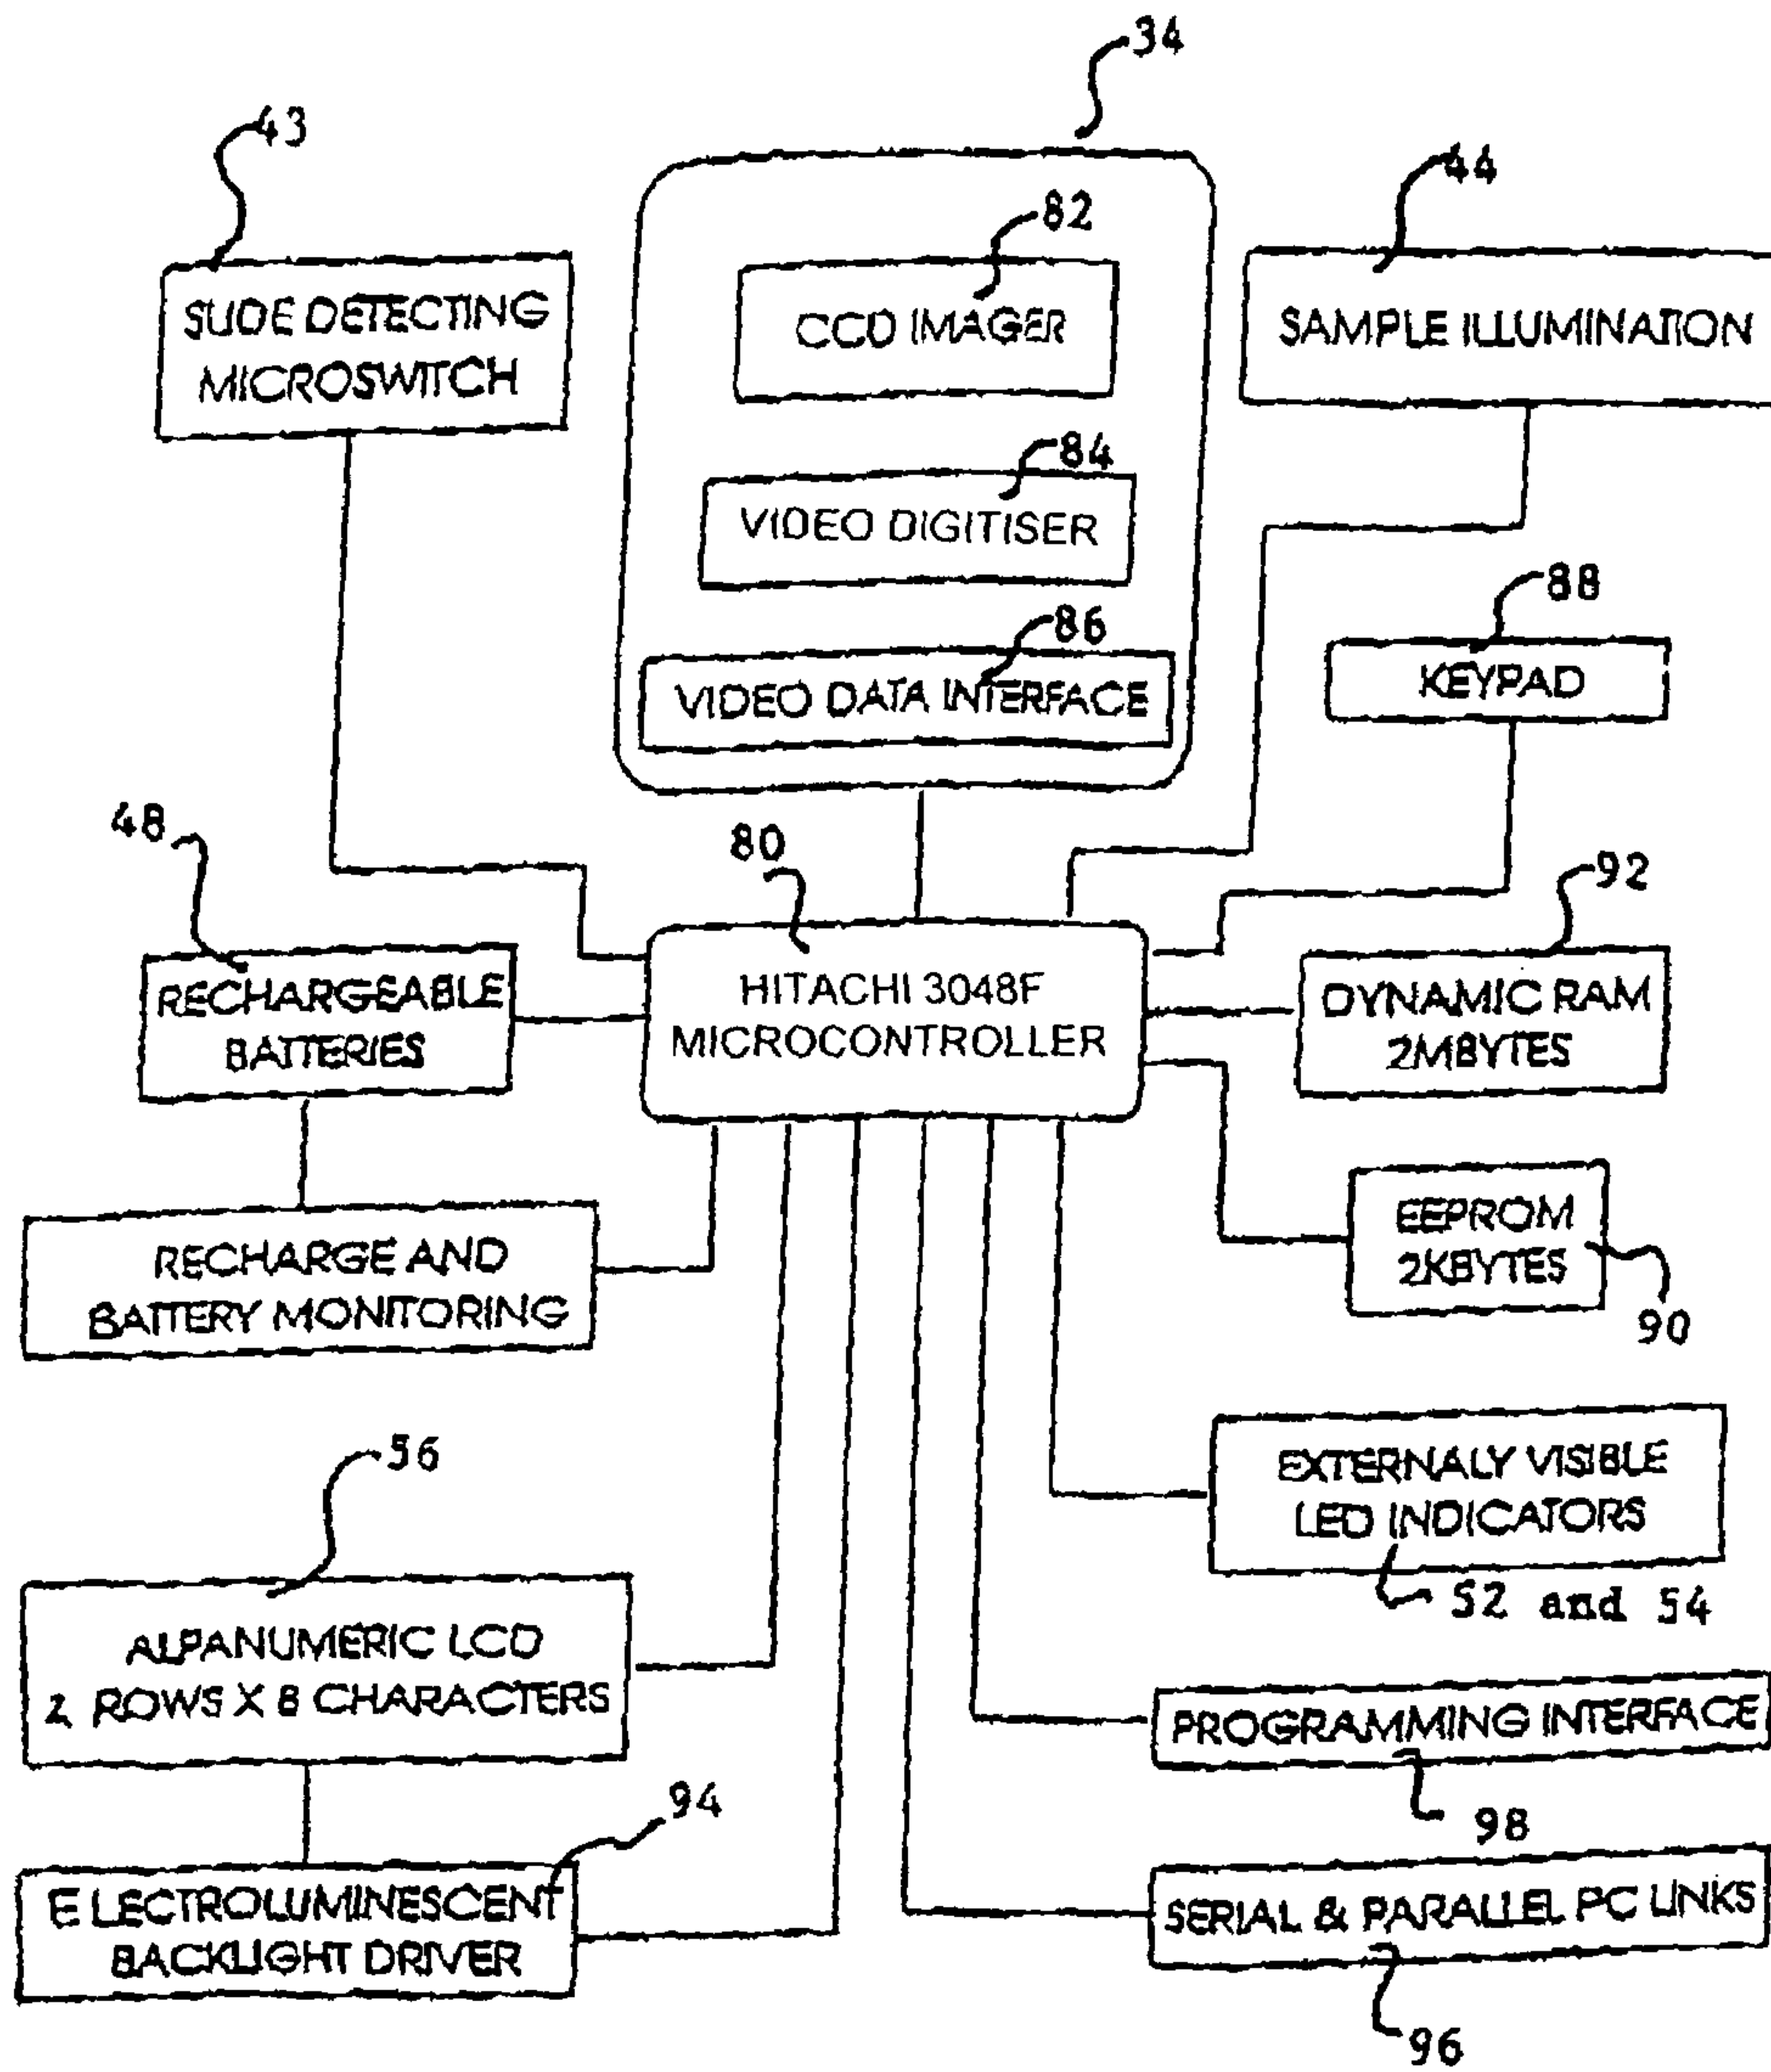 34
43
44
82
SLIDE DETECTING
MICROSWITCH
CCD IMAGER
SAMPLE ILLUMINATION
84
VIDEO DIGITISER
88
86
KEYPAD
VIDEO DATA INTERFACE
48
80
92
RECHARGEABLE
BATTERIES
HITACHI 3048F
MICROCONTROLLER
DYNAMIC RAM
2MBYTES
RECHARGE AND
BATTERY MONITORING
EEPROM
2KBYTES
90
56
EXTERNALY VISIBLE
LED INDICATORS
52 and 54
ALPANUMERIC LCD
2 ROWS X 8 CHARACTERS
PROGRAMMING INTERFACE
98
94
ELECTROLUMINESCENT
BACKLIGHT DRIVER
SERIAL & PARALLEL PC LINKS
96